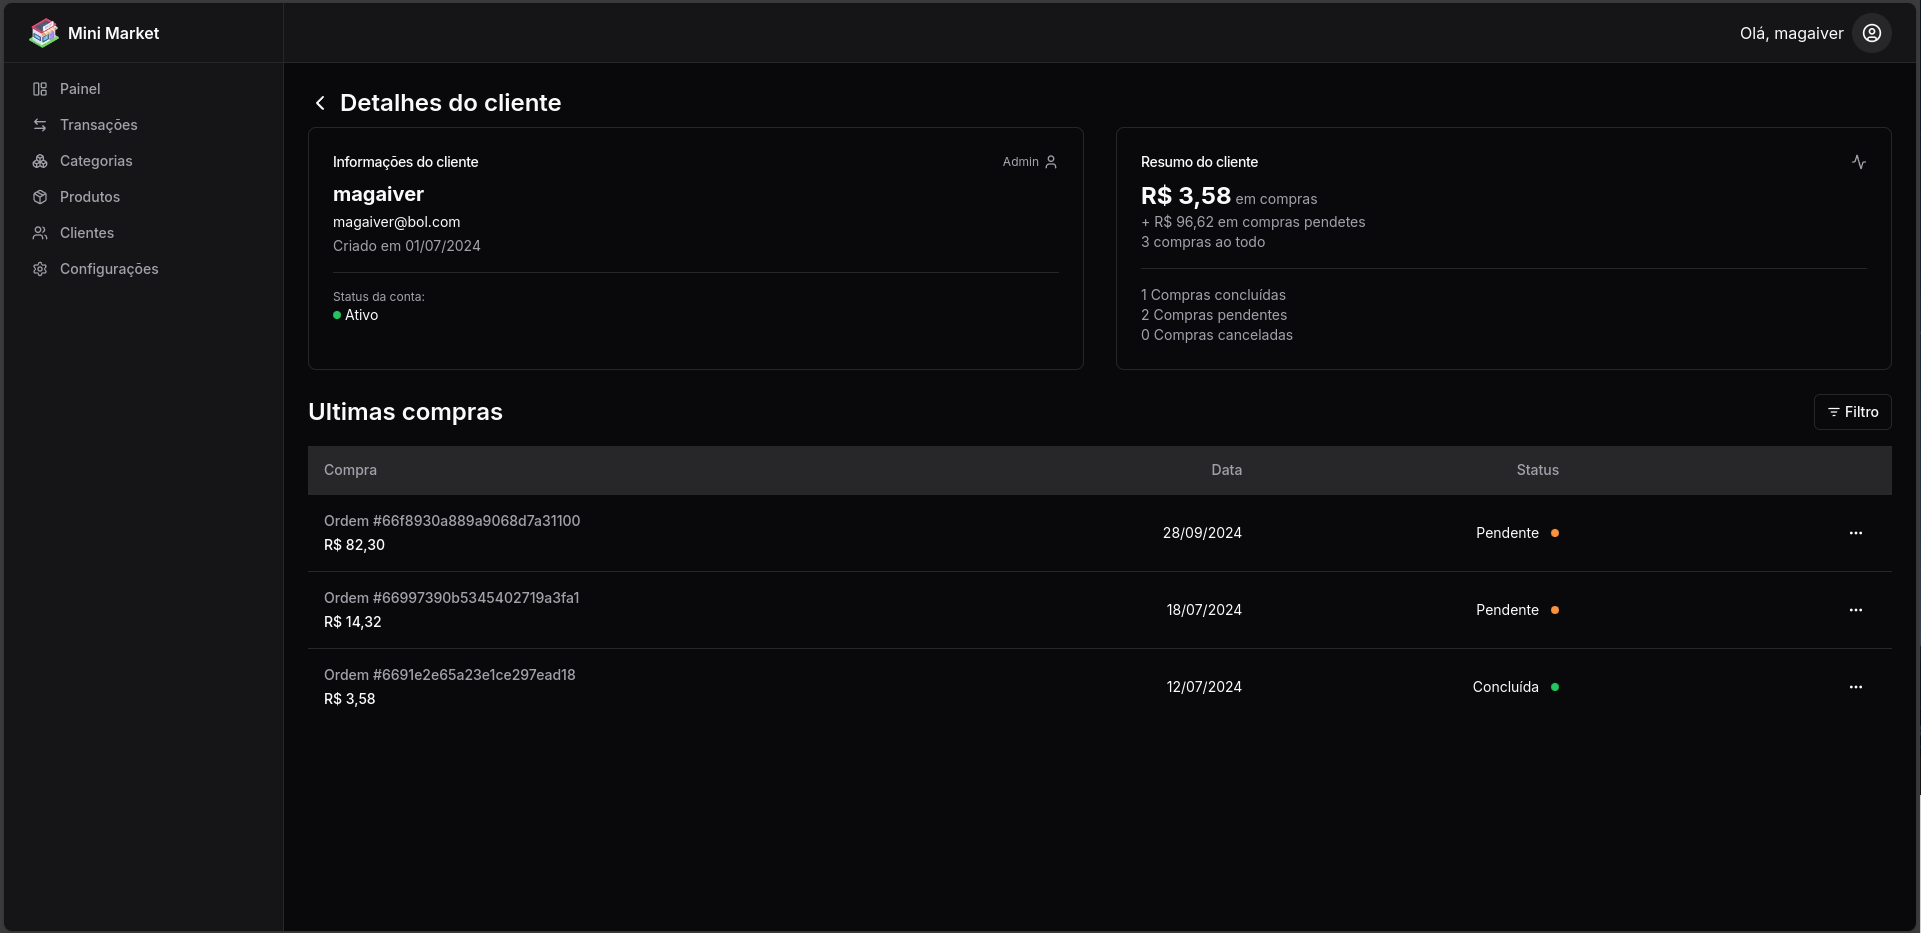 Mini Market
Olá, magaiver
Painel
Transações
Categorias
Produtos
Clientes
Configurações
Detalhes do cliente
Informações do cliente
Admin
magaiver
magaiver@bol.com
Criado em 01/07/2024
Status da conta:
Ativo
Resumo do cliente
R$ 3,58 em compras
+ R$ 96,62 em compras pendetes
3 compras ao todo
1 Compras concluídas
2 Compras pendentes
0 Compras canceladas
Ultimas compras
Filtro
Compra Data Status
Ordem #66f8930a889a9068d7a31100
R$ 82,30
28/09/2024 Pendente
Ordem #66997390b5345402719a3fa1
R$ 14,32
18/07/2024 Pendente
Ordem #6691e2e65a23e1ce297ead18
R$ 3,58
12/07/2024 Concluída